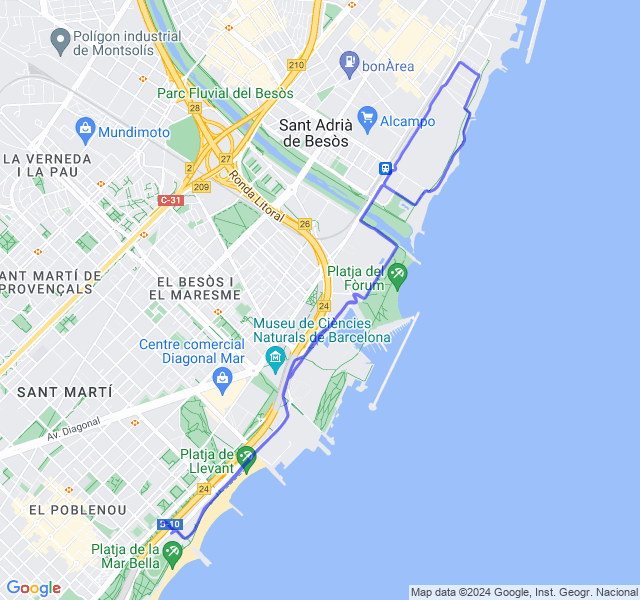 Polígon industrial
de Montsolís
210
bonÀrea
Parc Fluvial del Besòs
28
Mundimoto
Alcampo
Sant Adrià
de Besòs
LA VERNEDA
I LA PAU
27
2
209
C-31
Ronda Litoral
26
ANT MARTÍ DE
PROVENÇALS
EL BESÒS I
EL MARESME
Platja del
Fòrum
24
Museu de Ciències
Naturals de Barcelona
Centre comercial
Diagonal Mar
SANT MARTÍ
Av. Diagonal
Platja de
Llevant
24
EL POBLENOU
B-10
Platja de la
Mar Bella
Google
Map data ©2024 Google, Inst. Geogr. Nacional